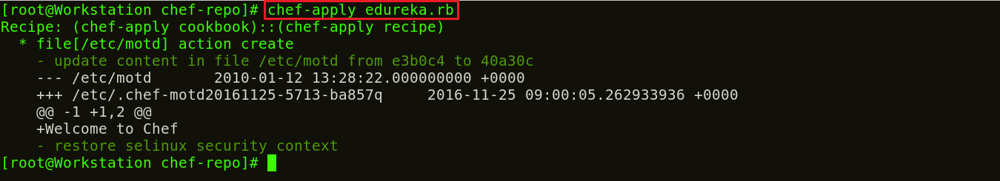 [root@Workstation chef-repo]# chef-apply edureka.rb
Recipe: (chef-apply cookbook)::(chef-apply recipe)
  * file[/etc/motd] action create
    - update content in file /etc/motd from e3b0c4 to 40a30c
    --- /etc/motd       2010-01-12 13:28:22.000000000 +0000
    +++ /etc/.chef-motd20161125-5713-ba857q     2016-11-25 09:00:05.262933936 +0000
    @@ -1 +1,2 @@
    +Welcome to Chef
    - restore selinux security context
[root@Workstation chef-repo]#